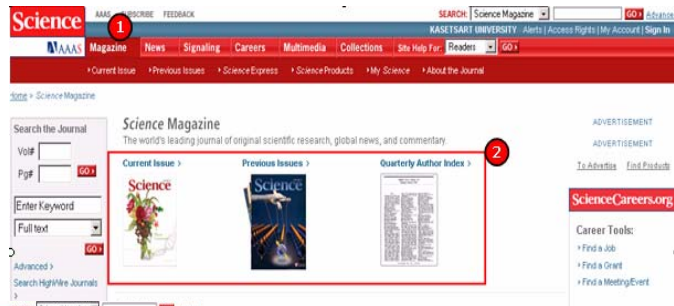 Science
AAAS SUBSCRIBE FEEDBACK
SEARCH: Science Magazine GO Advanced
KASETSART UNIVERSITY Alerts | Access Rights | My Account | Sign In
1
AAAS Magazine News Signaling Careers Multimedia Collections Site Help For: Readers GO
Current Issue Previous Issues Science Express Science Products My Science About the Journal
Home > Science Magazine
Search the Journal
Vol#
Pg# GO
Enter Keyword
Full text
GO
Advanced >
Search HighWire Journals
>
Science Magazine
The world's leading journal of original scientific research, global news, and commentary.
2
Current Issue > Previous Issues > Quarterly Author Index >
Science Science
ADVERTISEMENT
ADVERTISEMENT
To Advertise Find Products
ScienceCareers.org
Career Tools:
Find a Job
Find a Grant
Find a Meeting/Event